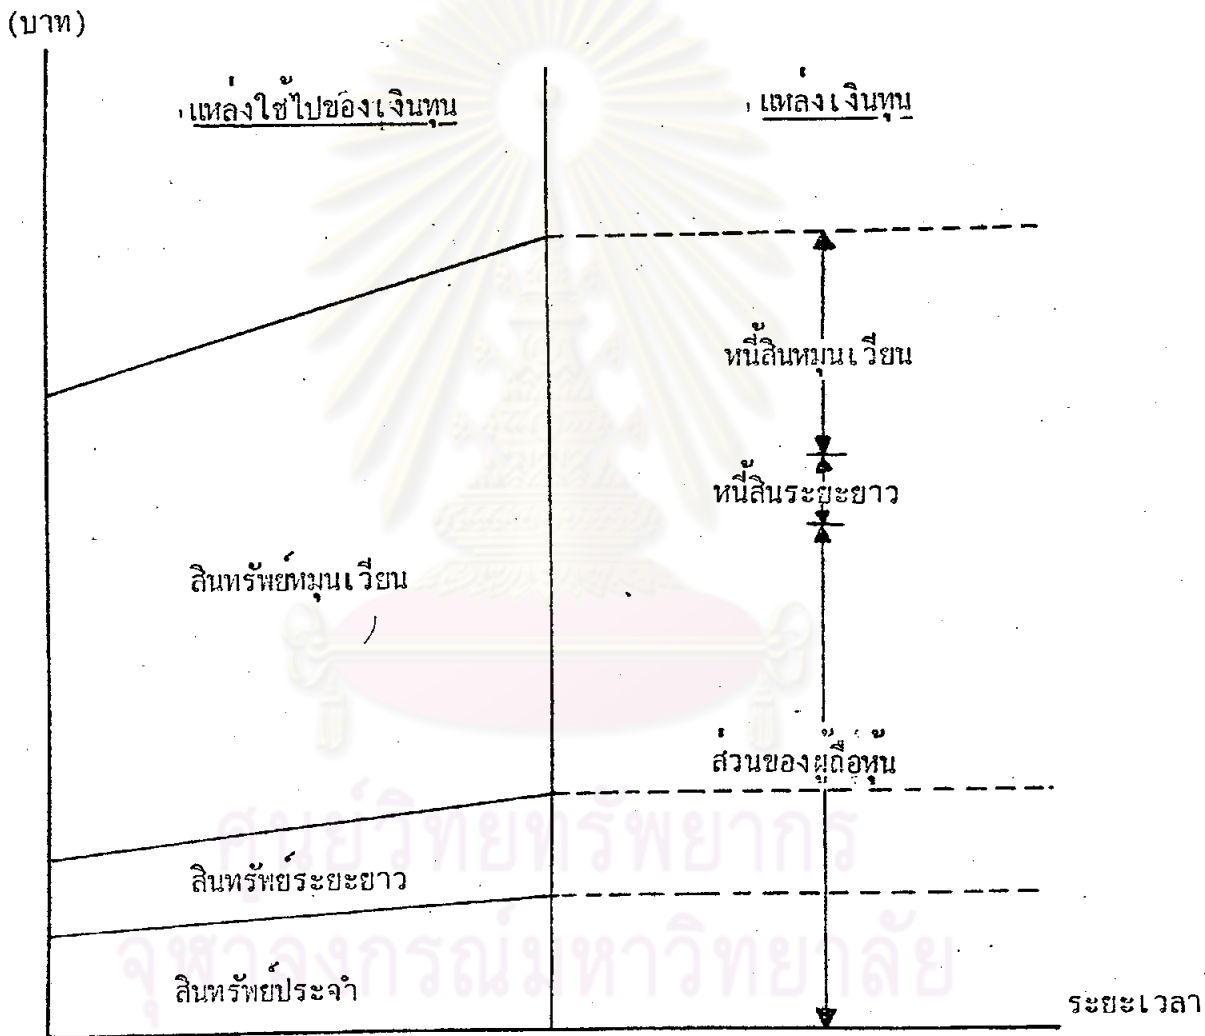 (บาท)
แหล่งใช้ไปของเงินทุน
แหล่งเงินทุน
หนี้สินหมุนเวียน
หนี้สินระยะยาว
สินทรัพย์หมุนเวียน
ส่วนของผู้ถือหุ้น
สินทรัพย์ระยะยาว
สินทรัพย์ประจำ
ระยะเวลา
ศูนย์วิทยทรัพยากร
จุฬาลงกรณ์มหาวิทยาลัย